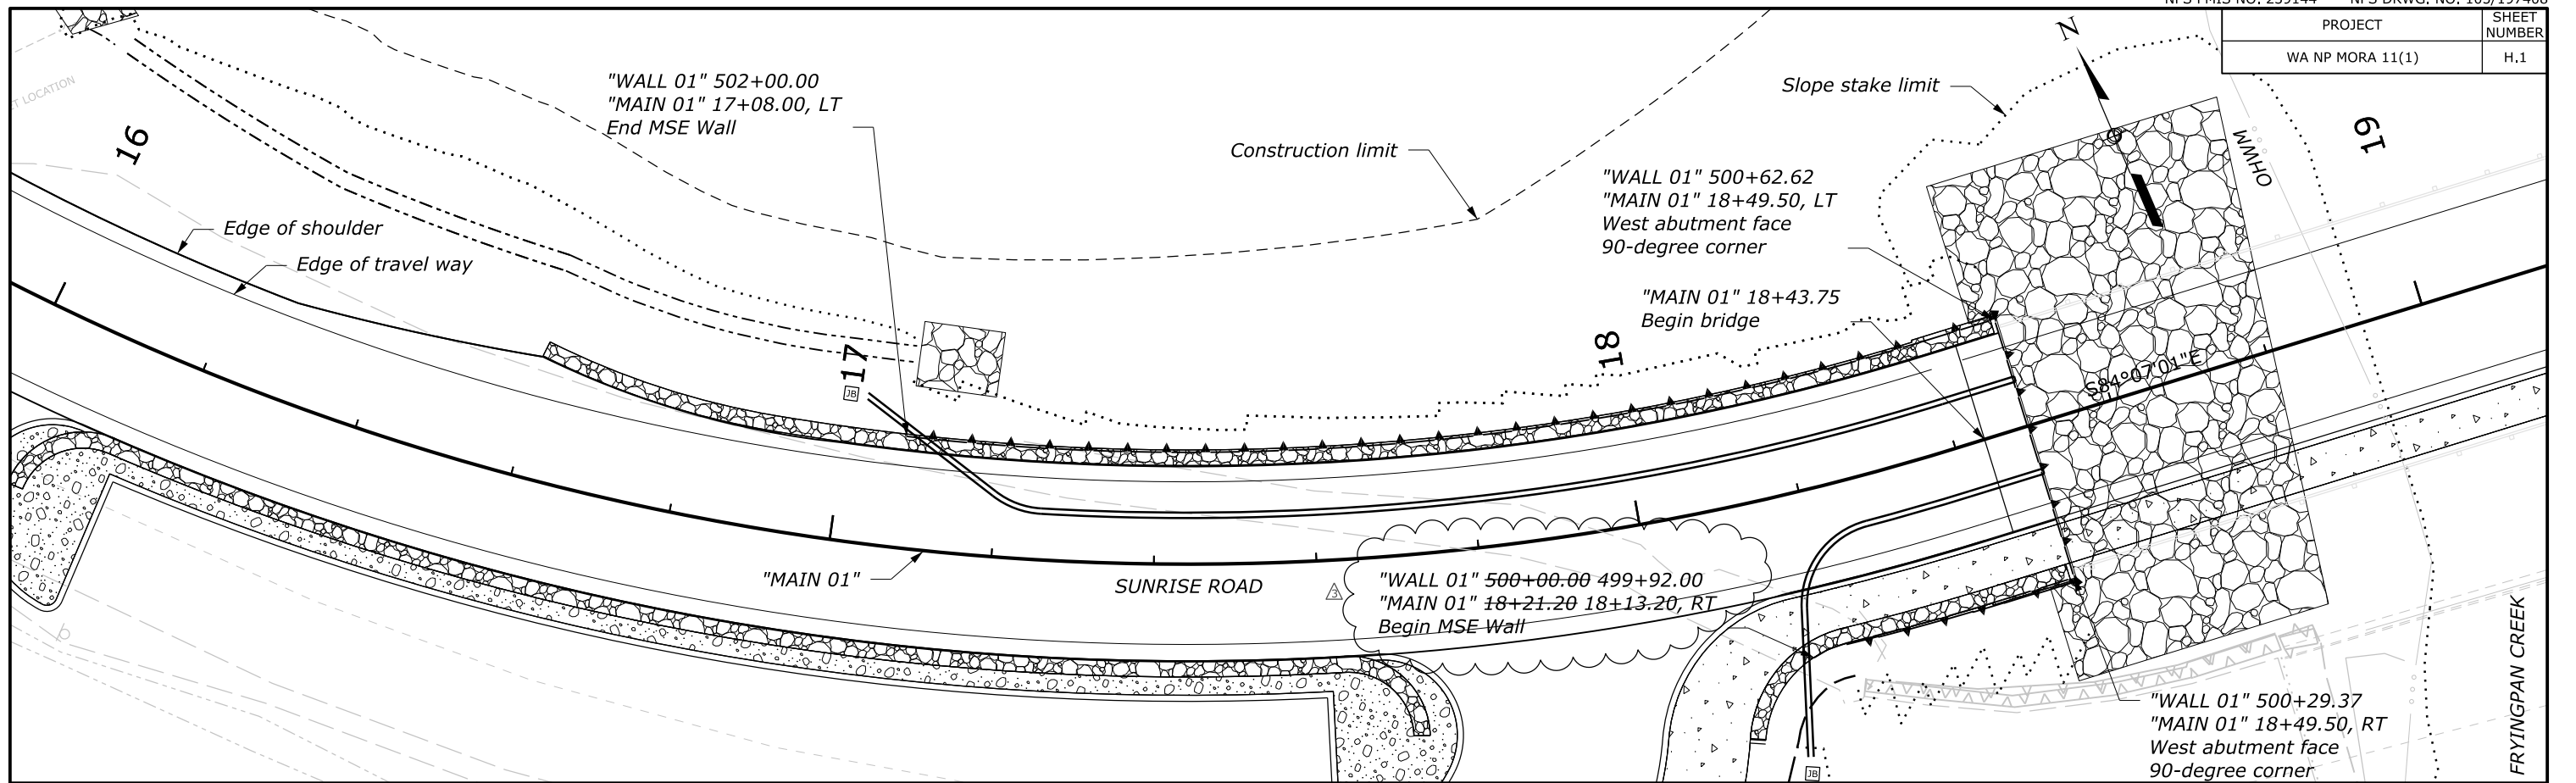 PROJECT
SHEET NUMBER
WA NP MORA 11(1)
H.1
N
T LOCATION
16
"WALL 01" 502+00.00
"MAIN 01" 17+08.00, LT
End MSE Wall
Slope stake limit
Construction limit
OHWM
19
"WALL 01" 500+62.62
"MAIN 01" 18+49.50, LT
West abutment face
90-degree corner
Edge of shoulder
Edge of travel way
"MAIN 01" 18+43.75
Begin bridge
17
18
JB
S84°07'01"E
"MAIN 01"
SUNRISE ROAD
3
"WALL 01" 500+00.00 499+92.00
"MAIN 01" 18+21.20 18+13.20, RT
Begin MSE Wall
"WALL 01" 500+29.37
"MAIN 01" 18+49.50, RT
West abutment face
90-degree corner
JB
FRYINGPAN CREEK